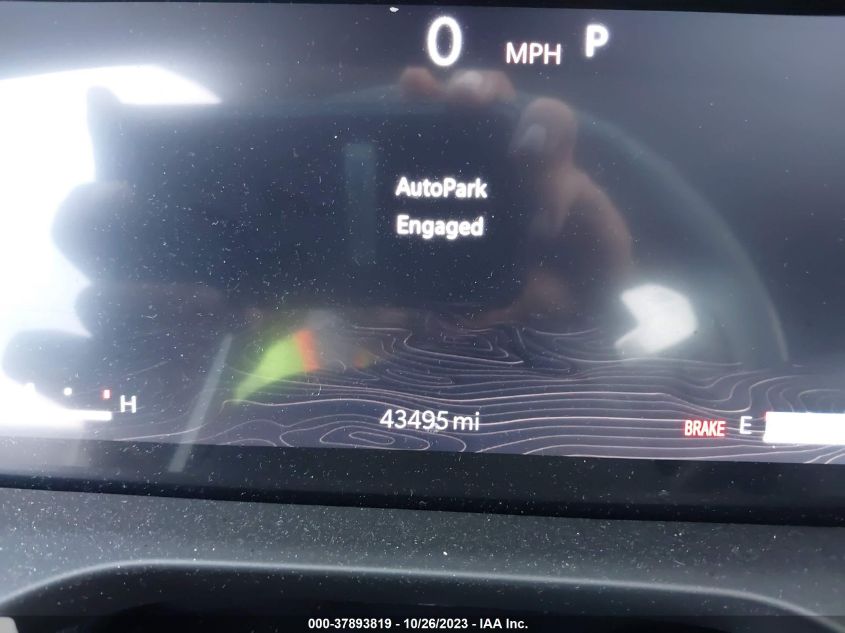 0 MPH P
AutoPark
Engaged
H
43495 mi
BRAKE E
000-37893819 - 10/26/2023 - IAA Inc.